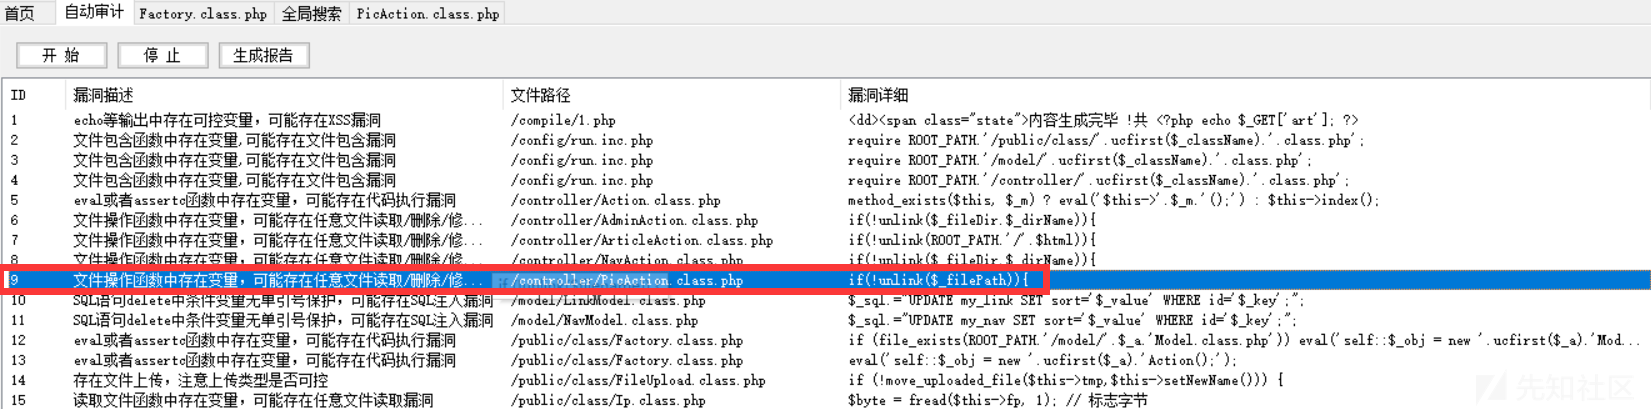 首页 自动审计 Factory.class.php 全局搜索 PicAction.class.php
开 始 停 止 生成报告
ID 漏洞描述 文件路径 漏洞详细
1 echo等输出中存在可控变量，可能存在XSS漏洞 /compile/1.php <dd><span class="state">内容生成完毕 !共 <?php echo $_GET['art']; ?>
2 文件包含函数中存在变量,可能存在文件包含漏洞 /config/run.inc.php require ROOT_PATH.'/public/class/'.ucfirst($_className).'.class.php';
3 文件包含函数中存在变量,可能存在文件包含漏洞 /config/run.inc.php require ROOT_PATH.'/model/'.ucfirst($_className).'.class.php';
4 文件包含函数中存在变量,可能存在文件包含漏洞 /config/run.inc.php require ROOT_PATH.'/controller/'.ucfirst($_className).'.class.php';
5 eval或者assertc函数中存在变量，可能存在代码执行漏洞 /controller/Action.class.php method_exists($this, $_m) ? eval('$this->'.$_m.'();') : $this->index();
6 文件操作函数中存在变量，可能存在任意文件读取/删除/修... /controller/AdminAction.class.php if(!unlink($_fileDir.$_dirName)){
7 文件操作函数中存在变量，可能存在任意文件读取/删除/修... /controller/ArticleAction.class.php if(!unlink(ROOT_PATH.'/'.$html)){
8 文件操作函数中存在变量，可能存在任意文件读取/删除/修... /controller/NavAction.class.php if(!unlink($_fileDir.$_dirName)){
9 文件操作函数中存在变量，可能存在任意文件读取/删除/修... /controller/PicAction.class.php if(!unlink($_filePath)){
10 SQL语句delete中条件变量无单引号保护，可能存在SQL注入漏洞 /model/LinkModel.class.php $_sql.="UPDATE my_link SET sort='$_value' WHERE id='$_key';";
11 SQL语句delete中条件变量无单引号保护，可能存在SQL注入漏洞 /model/NavModel.class.php $_sql.="UPDATE my_nav SET sort='$_value' WHERE id='$_key';";
12 eval或者assertc函数中存在变量，可能存在代码执行漏洞 /public/class/Factory.class.php if (file_exists(ROOT_PATH.'/model/'.$_a.'Model.class.php')) eval('self::$_obj = new '.ucfirst($_a).'Mod...
13 eval或者assertc函数中存在变量，可能存在代码执行漏洞 /public/class/Factory.class.php eval('self::$_obj = new '.ucfirst($_a).'Action();');
14 存在文件上传，注意上传类型是否可控 /public/class/FileUpload.class.php if (!move_uploaded_file($this->tmp,$this->setNewName())) {
15 读取文件函数中存在变量，可能存在任意文件读取漏洞 /public/class/Ip.class.php $byte = fread($this->fp, 1); // 标志字节
先知社区